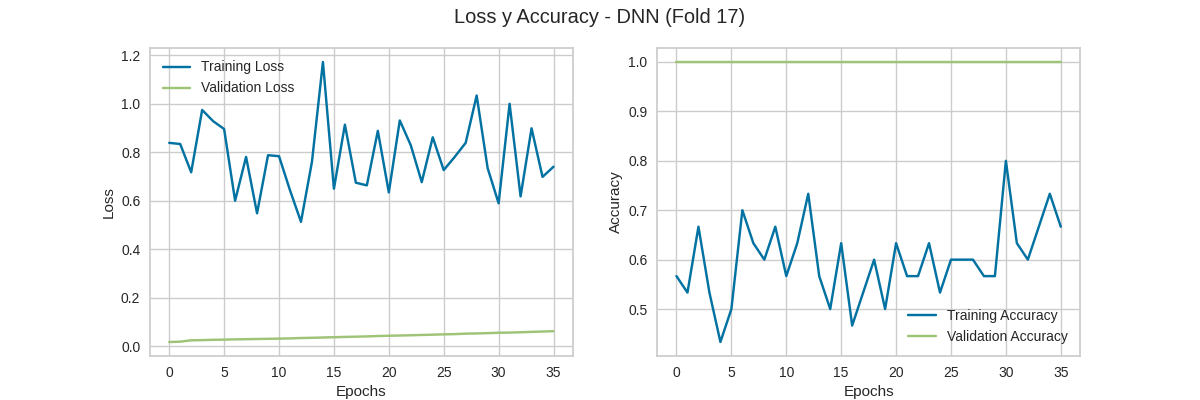 Loss y Accuracy - DNN (Fold 17)
1.2
1.0
0.8
0.6
0.4
0.2
0.0
Loss
Training Loss
Validation Loss
0 5 10 15 20 25 30 35
Epochs
1.0
0.9
0.8
0.7
0.6
0.5
Accuracy
Training Accuracy
Validation Accuracy
0 5 10 15 20 25 30 35
Epochs